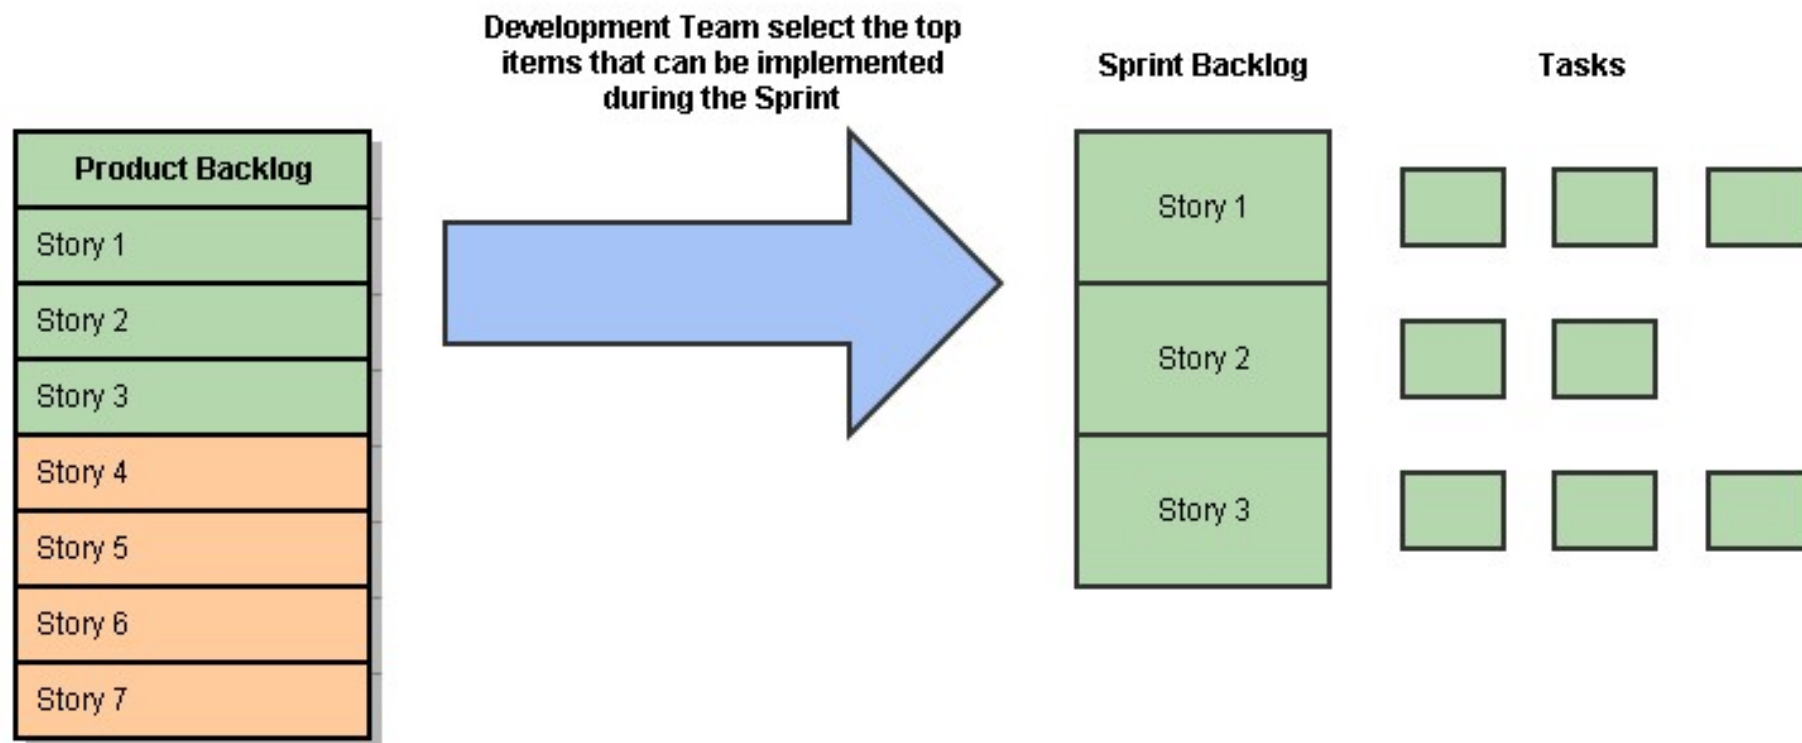 Development Team select the top
items that can be implemented
during the Sprint
Sprint Backlog
Tasks
Product Backlog
Story 1
Story 2
Story 3
Story 4
Story 5
Story 6
Story 7
Story 1
Story 2
Story 3